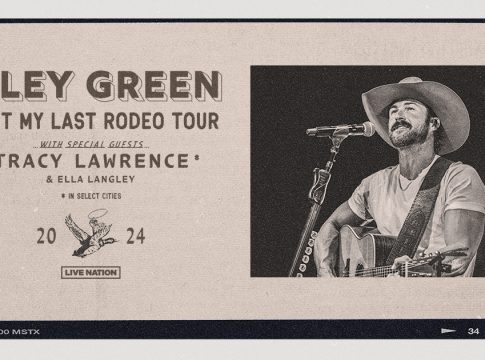 LEY GREEN
T MY LAST RODEO TOUR
...WITH SPECIAL GUESTS...
TRACY LAWRENCE*
& ELLA LANGLEY
* IN SELECT CITIES
20 24
LIVE NATION
00 MSTX
34